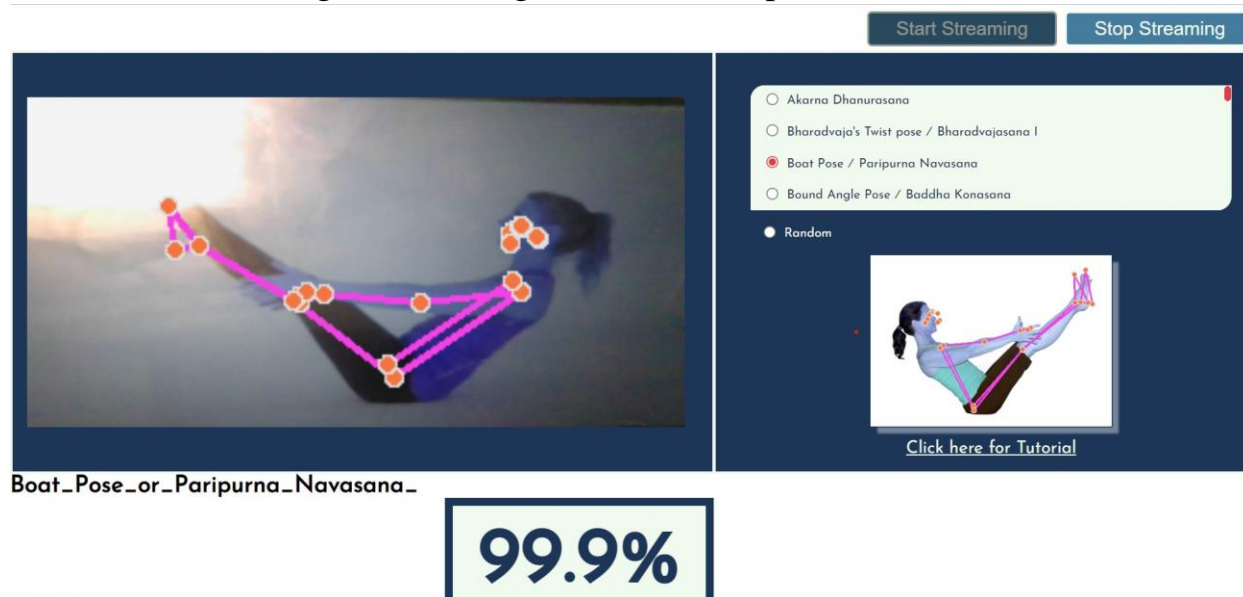 Start Streaming
Stop Streaming
Akarna Dhanurasana
Bharadvaja's Twist pose / Bharadvajasana I
Boat Pose / Paripurna Navasana
Bound Angle Pose / Baddha Konasana
Random
Click here for Tutorial
Boat_Pose_or_Paripurna_Navasana_
99.9%